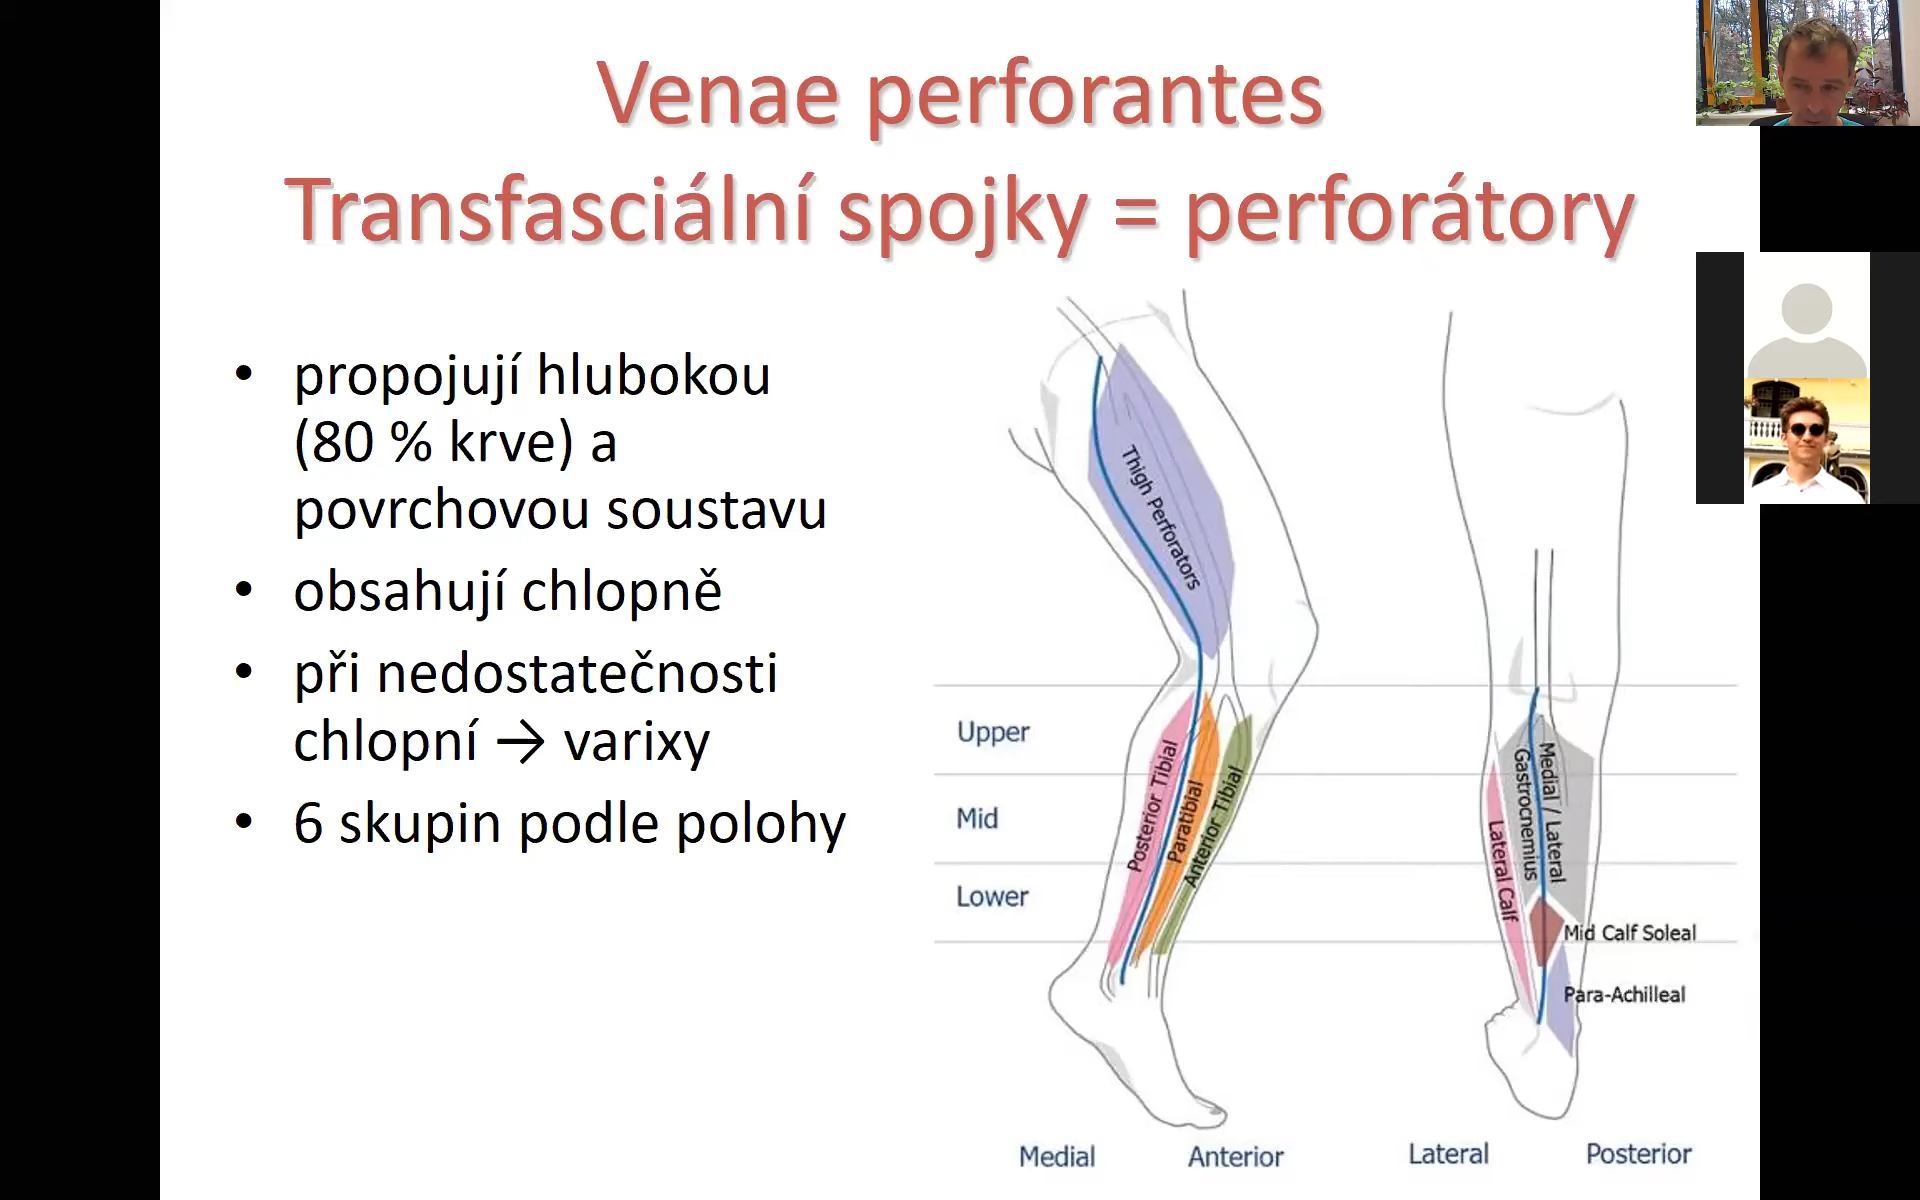 Venae perforantes
Transfasciální spojky = perforátory
• propojují hlubokou
(80 % krve) a
povrchovou soustavu
• obsahují chlopně
• při nedostatečnosti
chlopní → varixy
• 6 skupin podle polohy
Thigh Perforators
Upper
Mid
Lower
Posterior Tibial
Paratibial
Anterior Tibial
Medial / Lateral
Gastrocnemius
Lateral Calf
Mid Calf Soleal
Para-Achilleal
Medial
Anterior
Lateral
Posterior